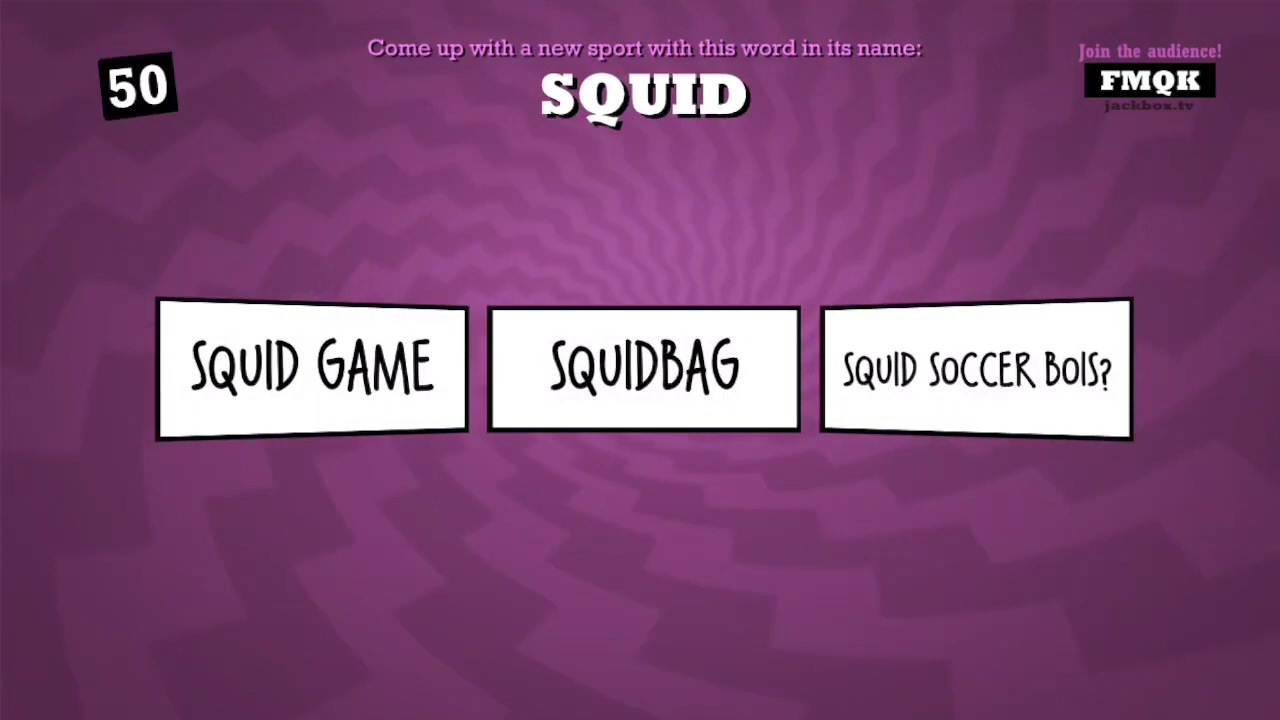 50
Come up with a new sport with this word in its name:
SQUID
Join the audience!
FMQK
jackbox.tv
SQUID GAME
SQUIDBAG
SQUID SOCCER BOIS?